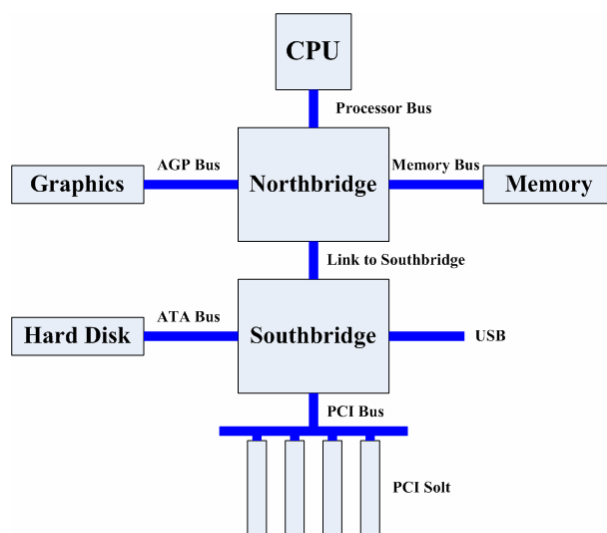 CPU
Processor Bus
AGP Bus
Memory Bus
Graphics
Northbridge
Memory
Link to Southbridge
ATA Bus
Hard Disk
Southbridge
USB
PCI Bus
PCI Solt